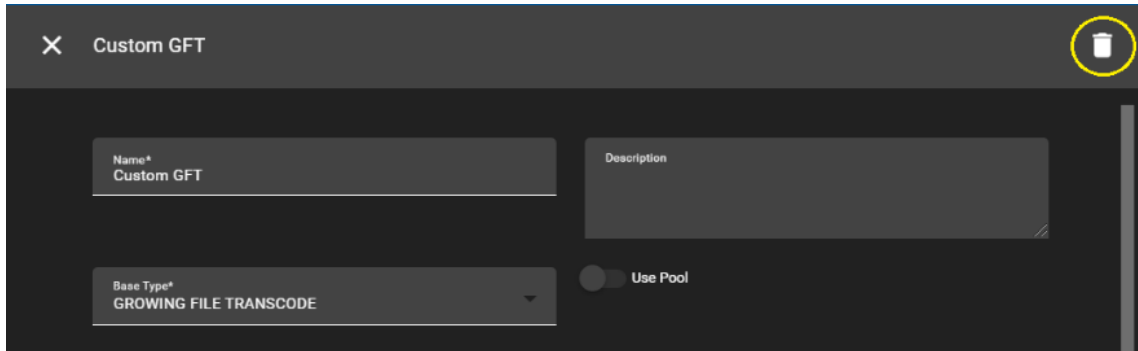 Custom GFT
Name*
Custom GFT
Description
Base Type*
GROWING FILE TRANSCODE
Use Pool